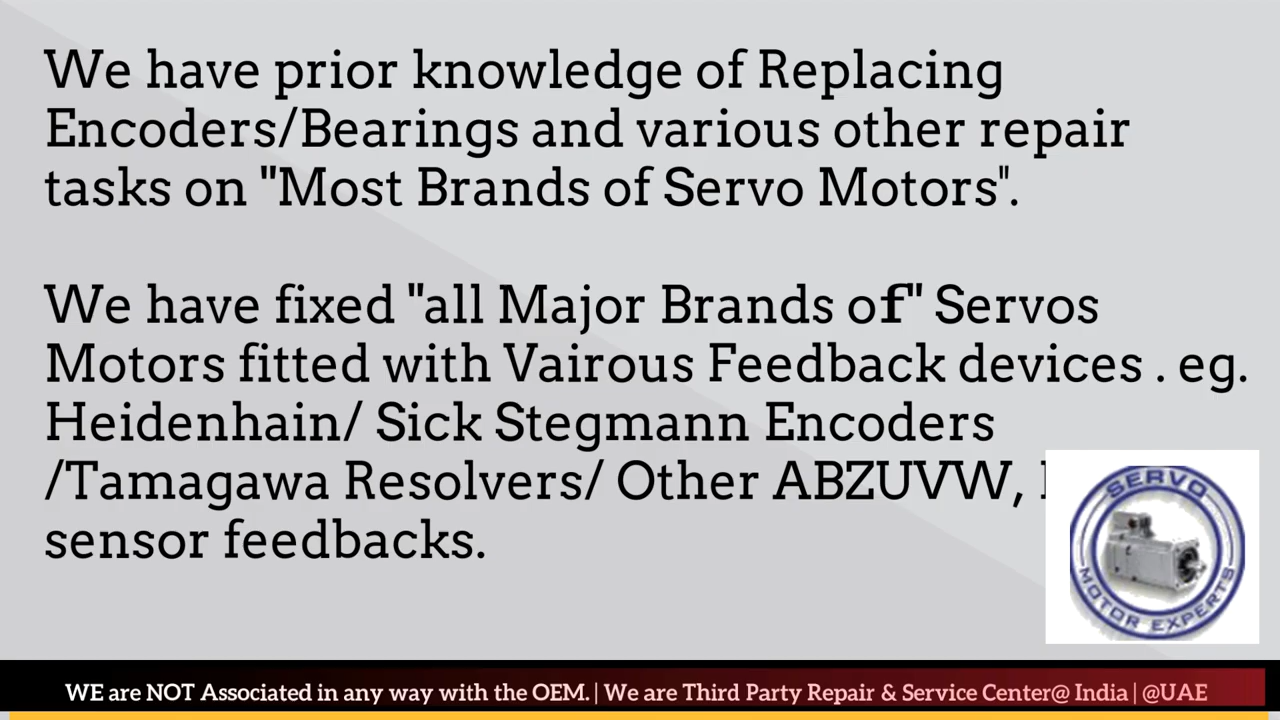 We have prior knowledge of Replacing
Encoders/Bearings and various other repair
tasks on "Most Brands of Servo Motors".
We have fixed "all Major Brands of" Servos
Motors fitted with Vairous Feedback devices . eg.
Heidenhain/ Sick Stegmann Encoders
/Tamagawa Resolvers/ Other ABZUVW,
sensor feedbacks.
SERVO
MOTOR EXPERTS
WE are NOT Associated in any way with the OEM. | We are Third Party Repair & Service Center@ India | @UAE